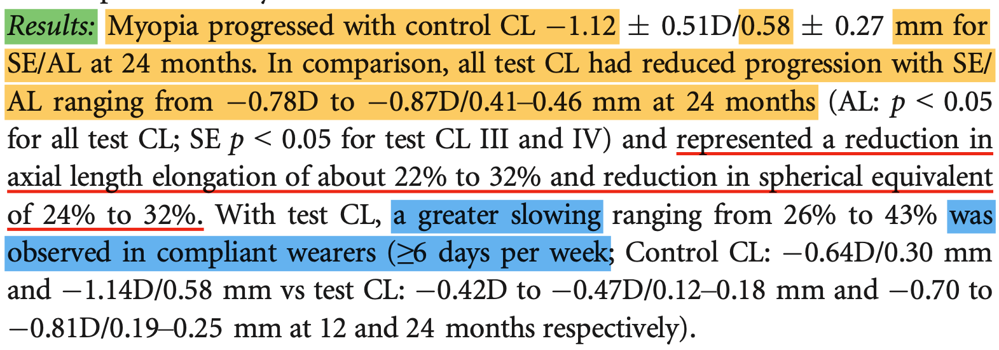 Results: Myopia progressed with control CL −1.12 ± 0.51D/0.58 ± 0.27 mm for
SE/AL at 24 months. In comparison, all test CL had reduced progression with SE/
AL ranging from −0.78D to −0.87D/0.41–0.46 mm at 24 months (AL: p < 0.05
for all test CL; SE p < 0.05 for test CL III and IV) and represented a reduction in
axial length elongation of about 22% to 32% and reduction in spherical equivalent
of 24% to 32%. With test CL, a greater slowing ranging from 26% to 43% was
observed in compliant wearers (≥6 days per week; Control CL: −0.64D/0.30 mm
and −1.14D/0.58 mm vs test CL: −0.42D to −0.47D/0.12–0.18 mm and −0.70 to
−0.81D/0.19–0.25 mm at 12 and 24 months respectively).